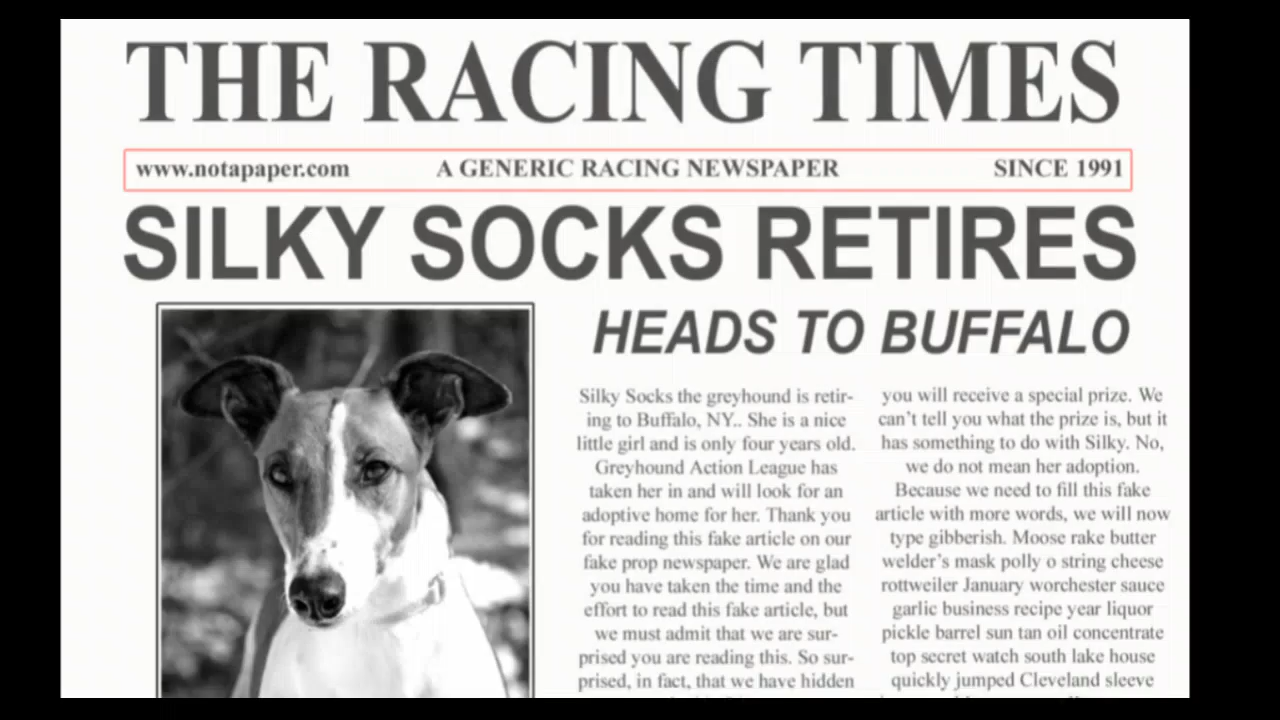 THE RACING TIMES
www.notapaper.com A GENERIC RACING NEWSPAPER SINCE 1991
SILKY SOCKS RETIRES
HEADS TO BUFFALO
Silky Socks the greyhound is retir-
ing to Buffalo, NY.. She is a nice
little girl and is only four years old.
Greyhound Action League has
taken her in and will look for an
adoptive home for her. Thank you
for reading this fake article on our
fake prop newspaper. We are glad
you have taken the time and the
effort to read this fake article, but
we must admit that we are sur-
prised you are reading this. So sur-
prised, in fact, that we have hidden
you will receive a special prize. We
can't tell you what the prize is, but it
has something to do with Silky. No,
we do not mean her adoption.
Because we need to fill this fake
article with more words, we will now
type gibberish. Moose rake butter
welder's mask polly o string cheese
rottweiler January worchester sauce
garlic business recipe year liquor
pickle barrel sun tan oil concentrate
top secret watch south lake house
quickly jumped Cleveland sleeve